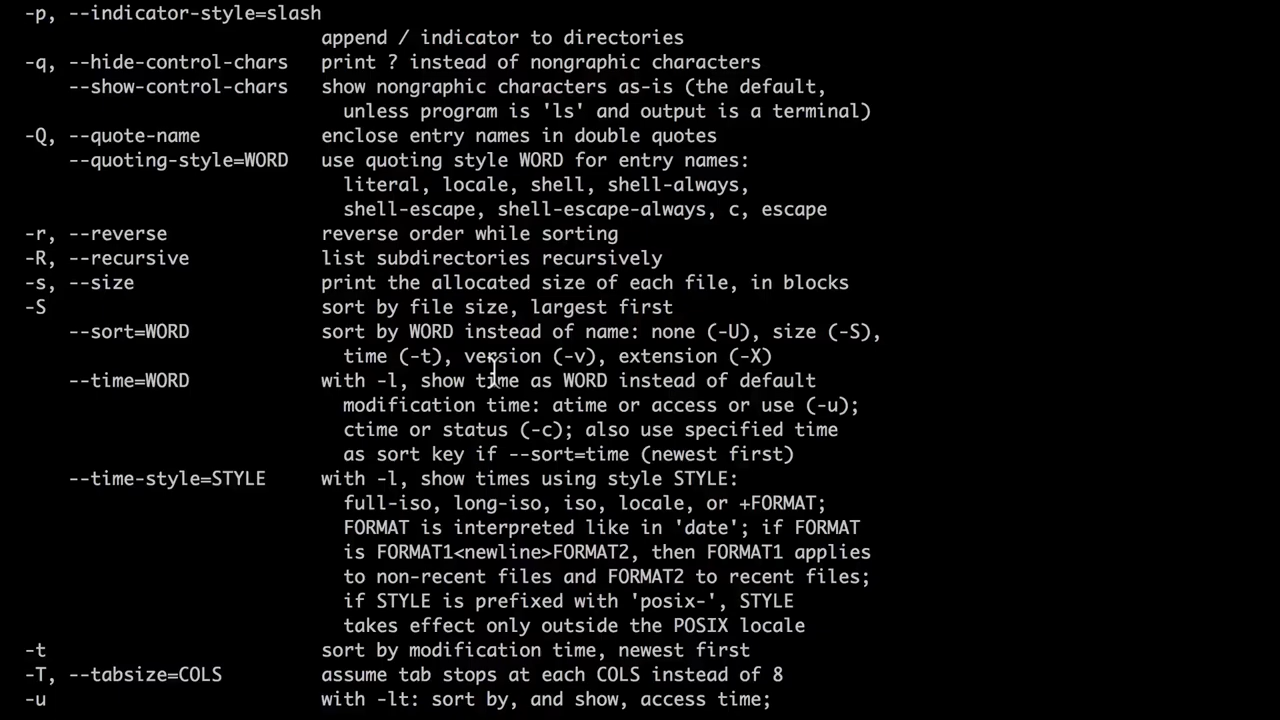 -p, --indicator-style=slash
append / indicator to directories
-q, --hide-control-chars   print ? instead of nongraphic characters
--show-control-chars   show nongraphic characters as-is (the default,
unless program is 'ls' and output is a terminal)
-Q, --quote-name           enclose entry names in double quotes
--quoting-style=WORD   use quoting style WORD for entry names:
literal, locale, shell, shell-always,
shell-escape, shell-escape-always, c, escape
-r, --reverse              reverse order while sorting
-R, --recursive            list subdirectories recursively
-s, --size                 print the allocated size of each file, in blocks
-S                         sort by file size, largest first
--sort=WORD            sort by WORD instead of name: none (-U), size (-S),
time (-t), version (-v), extension (-X)
--time=WORD            with -l, show time as WORD instead of default
modification time: atime or access or use (-u);
ctime or status (-c); also use specified time
as sort key if --sort=time (newest first)
--time-style=STYLE     with -l, show times using style STYLE:
full-iso, long-iso, iso, locale, or +FORMAT;
FORMAT is interpreted like in 'date'; if FORMAT
is FORMAT1<newline>FORMAT2, then FORMAT1 applies
to non-recent files and FORMAT2 to recent files;
if STYLE is prefixed with 'posix-', STYLE
takes effect only outside the POSIX locale
-t                         sort by modification time, newest first
-T, --tabsize=COLS         assume tab stops at each COLS instead of 8
-u                         with -lt: sort by, and show, access time;